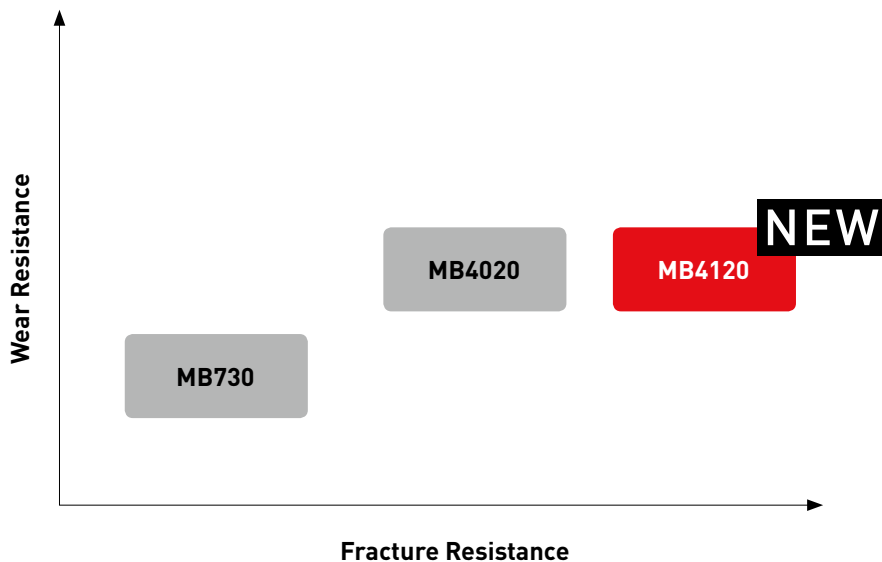 Wear Resistance
NEW
MB4020
MB4120
MB730
Fracture Resistance